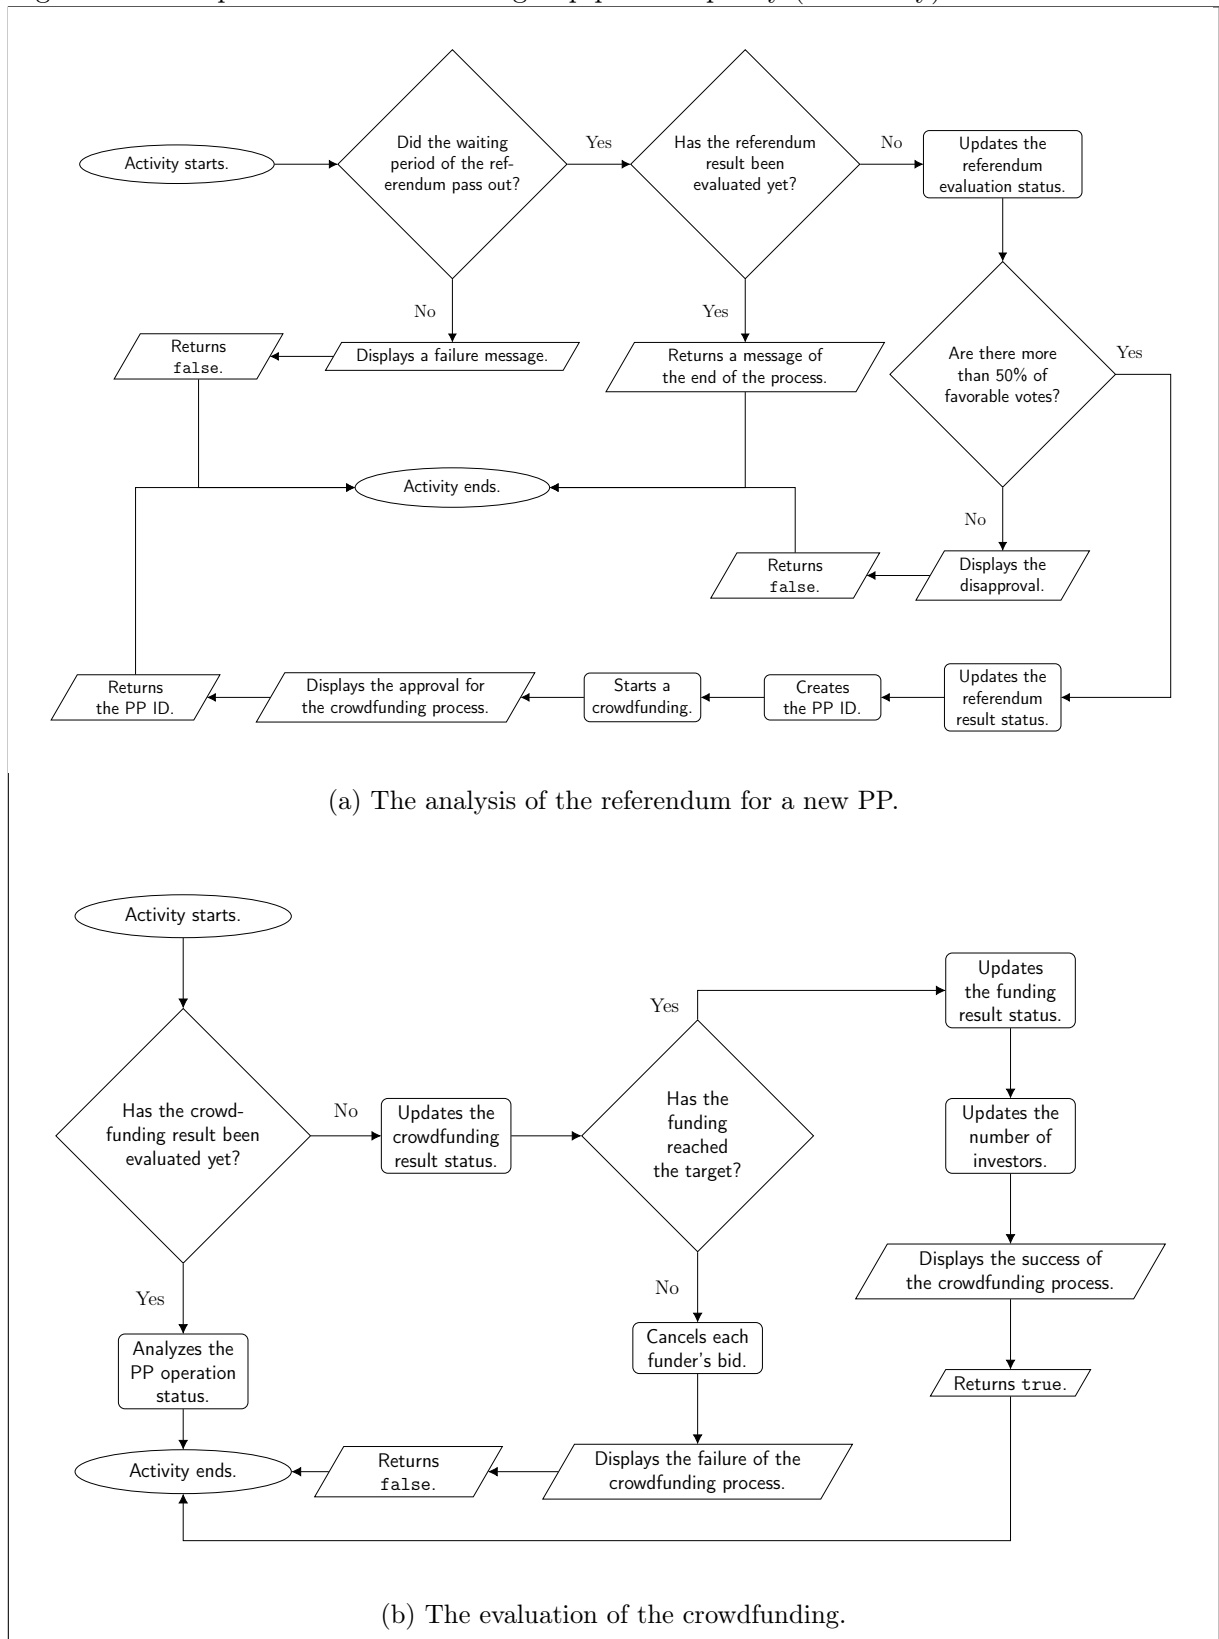 Activity starts.
Did the waiting
period of the ref-
erendum pass out?
Yes
Has the referendum
result been
evaluated yet?
No
Updates the
referendum
evaluation status.
No
Yes
Returns
false.
Displays a failure message.
Returns a message of
the end of the process.
Are there more
than 50% of
favorable votes?
Yes
Activity ends.
No
Returns
false.
Displays the
disapproval.
Returns
the PP ID.
Displays the approval for
the crowdfunding process.
Starts a
crowdfunding.
Creates
the PP ID.
Updates the
referendum
result status.
(a) The analysis of the referendum for a new PP.
Activity starts.
Yes
Updates
the funding
result status.
Has the crowd-
funding result been
evaluated yet?
No
Updates the
crowdfunding
result status.
Has the
funding
reached
the target?
Updates the
number of
investors.
Yes
No
Displays the success of
the crowdfunding process.
Analyzes the
PP operation
status.
Cancels each
funder's bid.
Returns true.
Activity ends.
Returns
false.
Displays the failure of the
crowdfunding process.
(b) The evaluation of the crowdfunding.